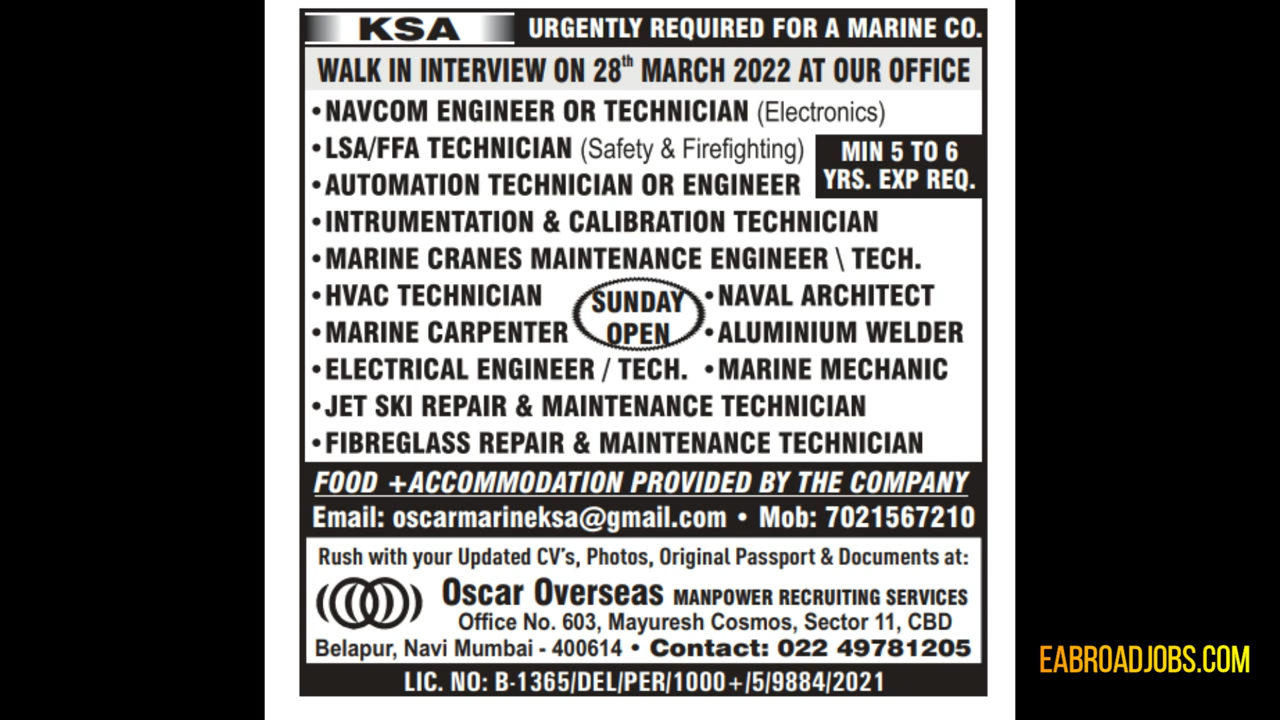 KSA URGENTLY REQUIRED FOR A MARINE CO.
WALK IN INTERVIEW ON 28th MARCH 2022 AT OUR OFFICE
•NAVCOM ENGINEER OR TECHNICIAN (Electronics)
•LSA/FFA TECHNICIAN (Safety & Firefighting)
MIN 5 TO 6
YRS. EXP REQ.
•AUTOMATION TECHNICIAN OR ENGINEER
•INTRUMENTATION & CALIBRATION TECHNICIAN
•MARINE CRANES MAINTENANCE ENGINEER \ TECH.
•HVAC TECHNICIAN
•MARINE CARPENTER
SUNDAY
OPEN
•NAVAL ARCHITECT
•ALUMINIUM WELDER
•ELECTRICAL ENGINEER / TECH. •MARINE MECHANIC
•JET SKI REPAIR & MAINTENANCE TECHNICIAN
•FIBREGLASS REPAIR & MAINTENANCE TECHNICIAN
FOOD +ACCOMMODATION PROVIDED BY THE COMPANY
Email: oscarmarineksa@gmail.com • Mob: 7021567210
Rush with your Updated CV's, Photos, Original Passport & Documents at:
Oscar Overseas MANPOWER RECRUITING SERVICES
Office No. 603, Mayuresh Cosmos, Sector 11, CBD
Belapur, Navi Mumbai - 400614 • Contact: 022 49781205
LIC. NO: B-1365/DEL/PER/1000+/5/9884/2021
EABROADJOBS.COM